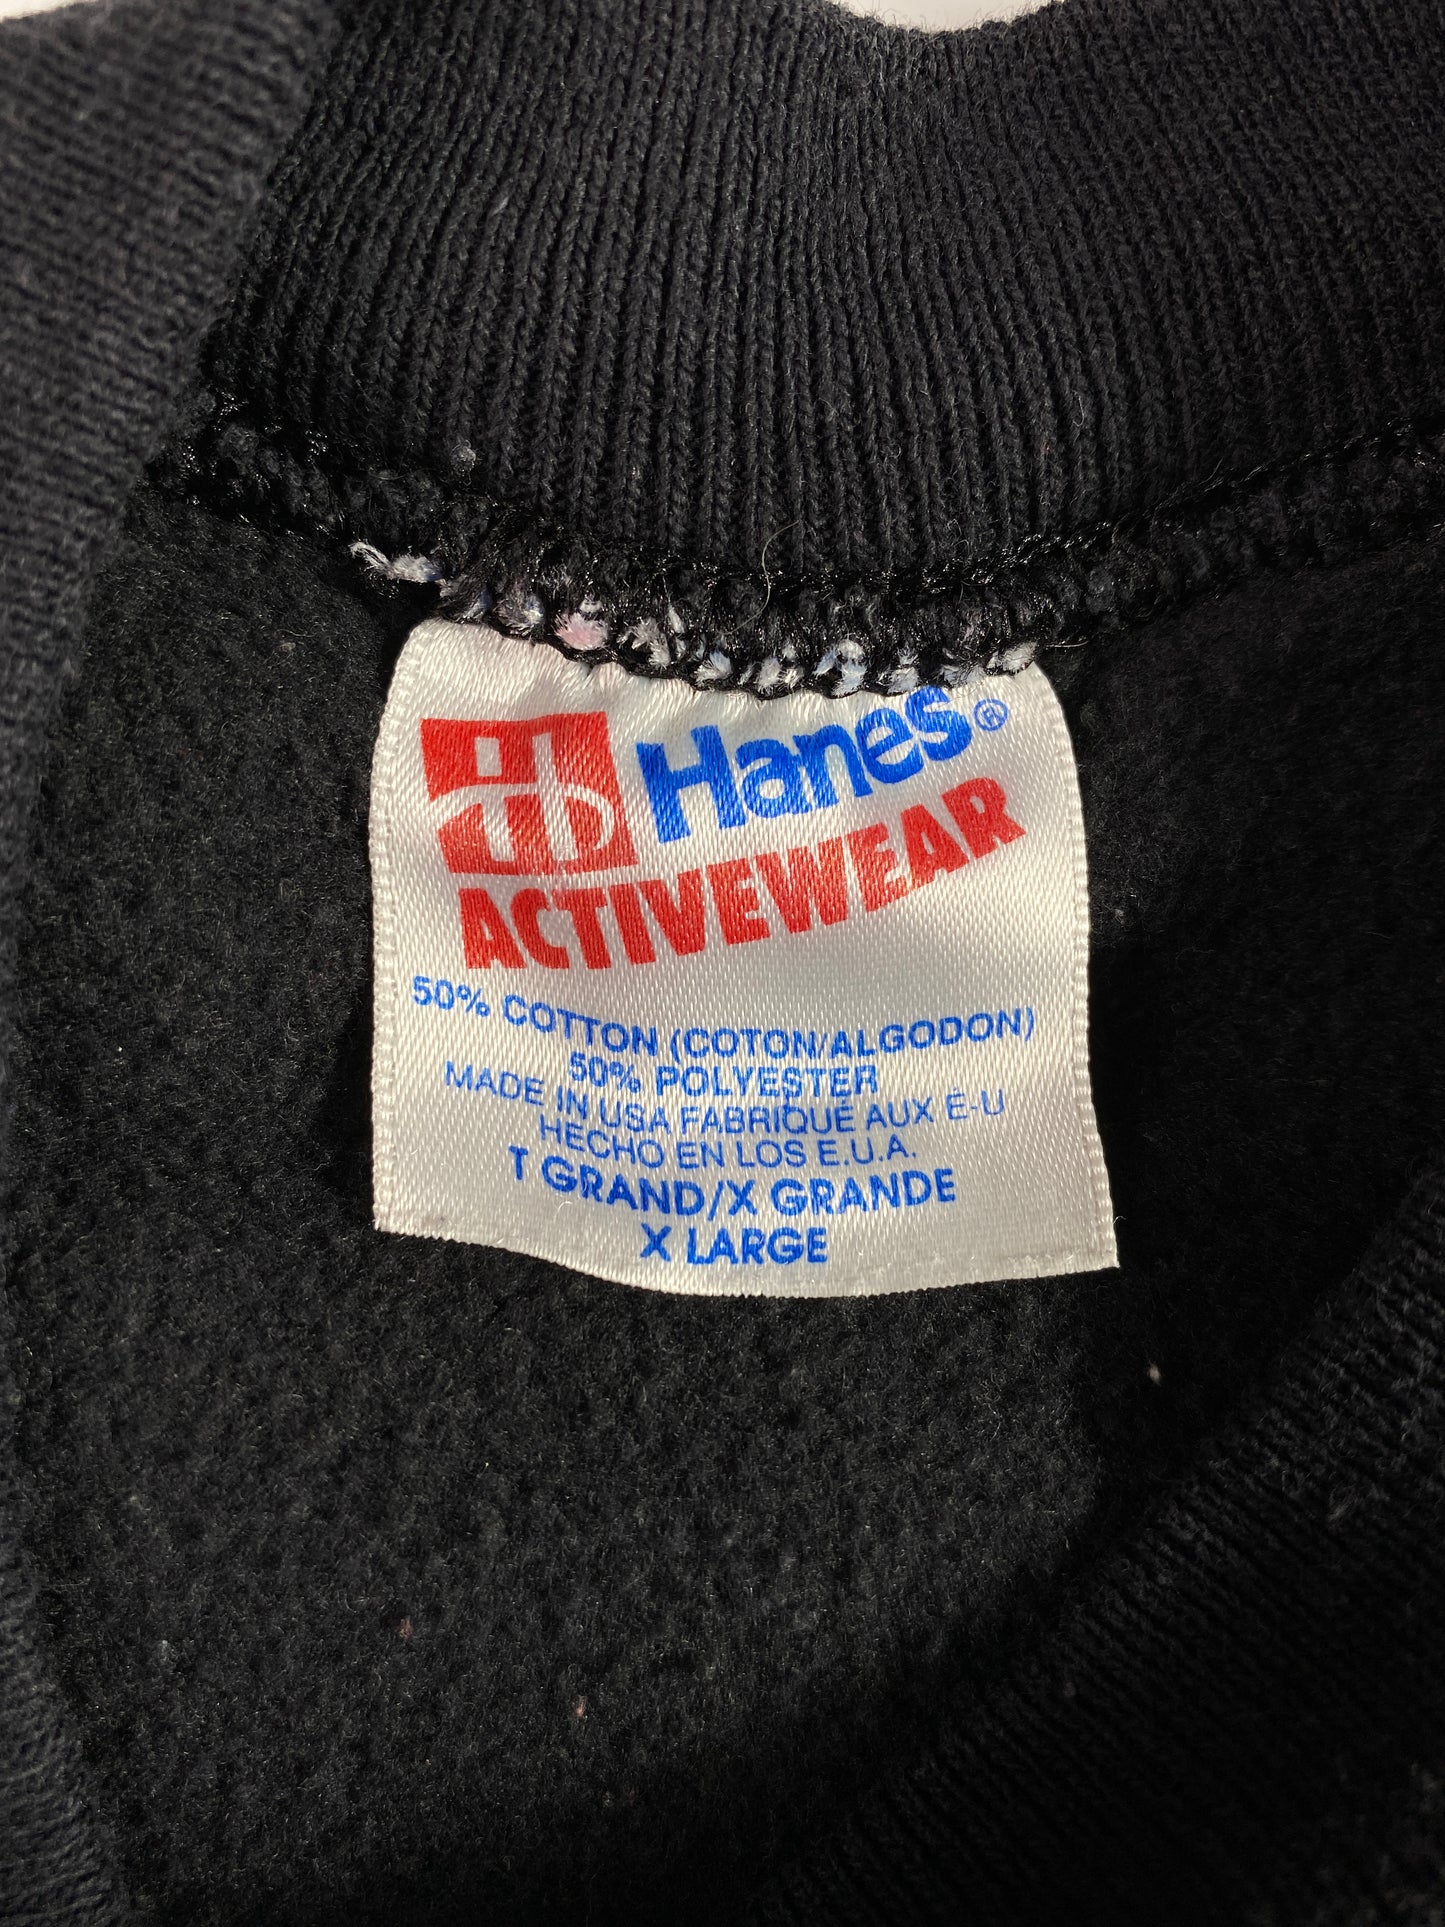 Hanes®
ACTIVEWEAR
50% COTTON (COTON/ALGODON)
50% POLYESTER
MADE IN USA FABRIQUÉ AUX É-U
HECHO EN LOS E.U.A.
T GRAND/X GRANDE
X LARGE